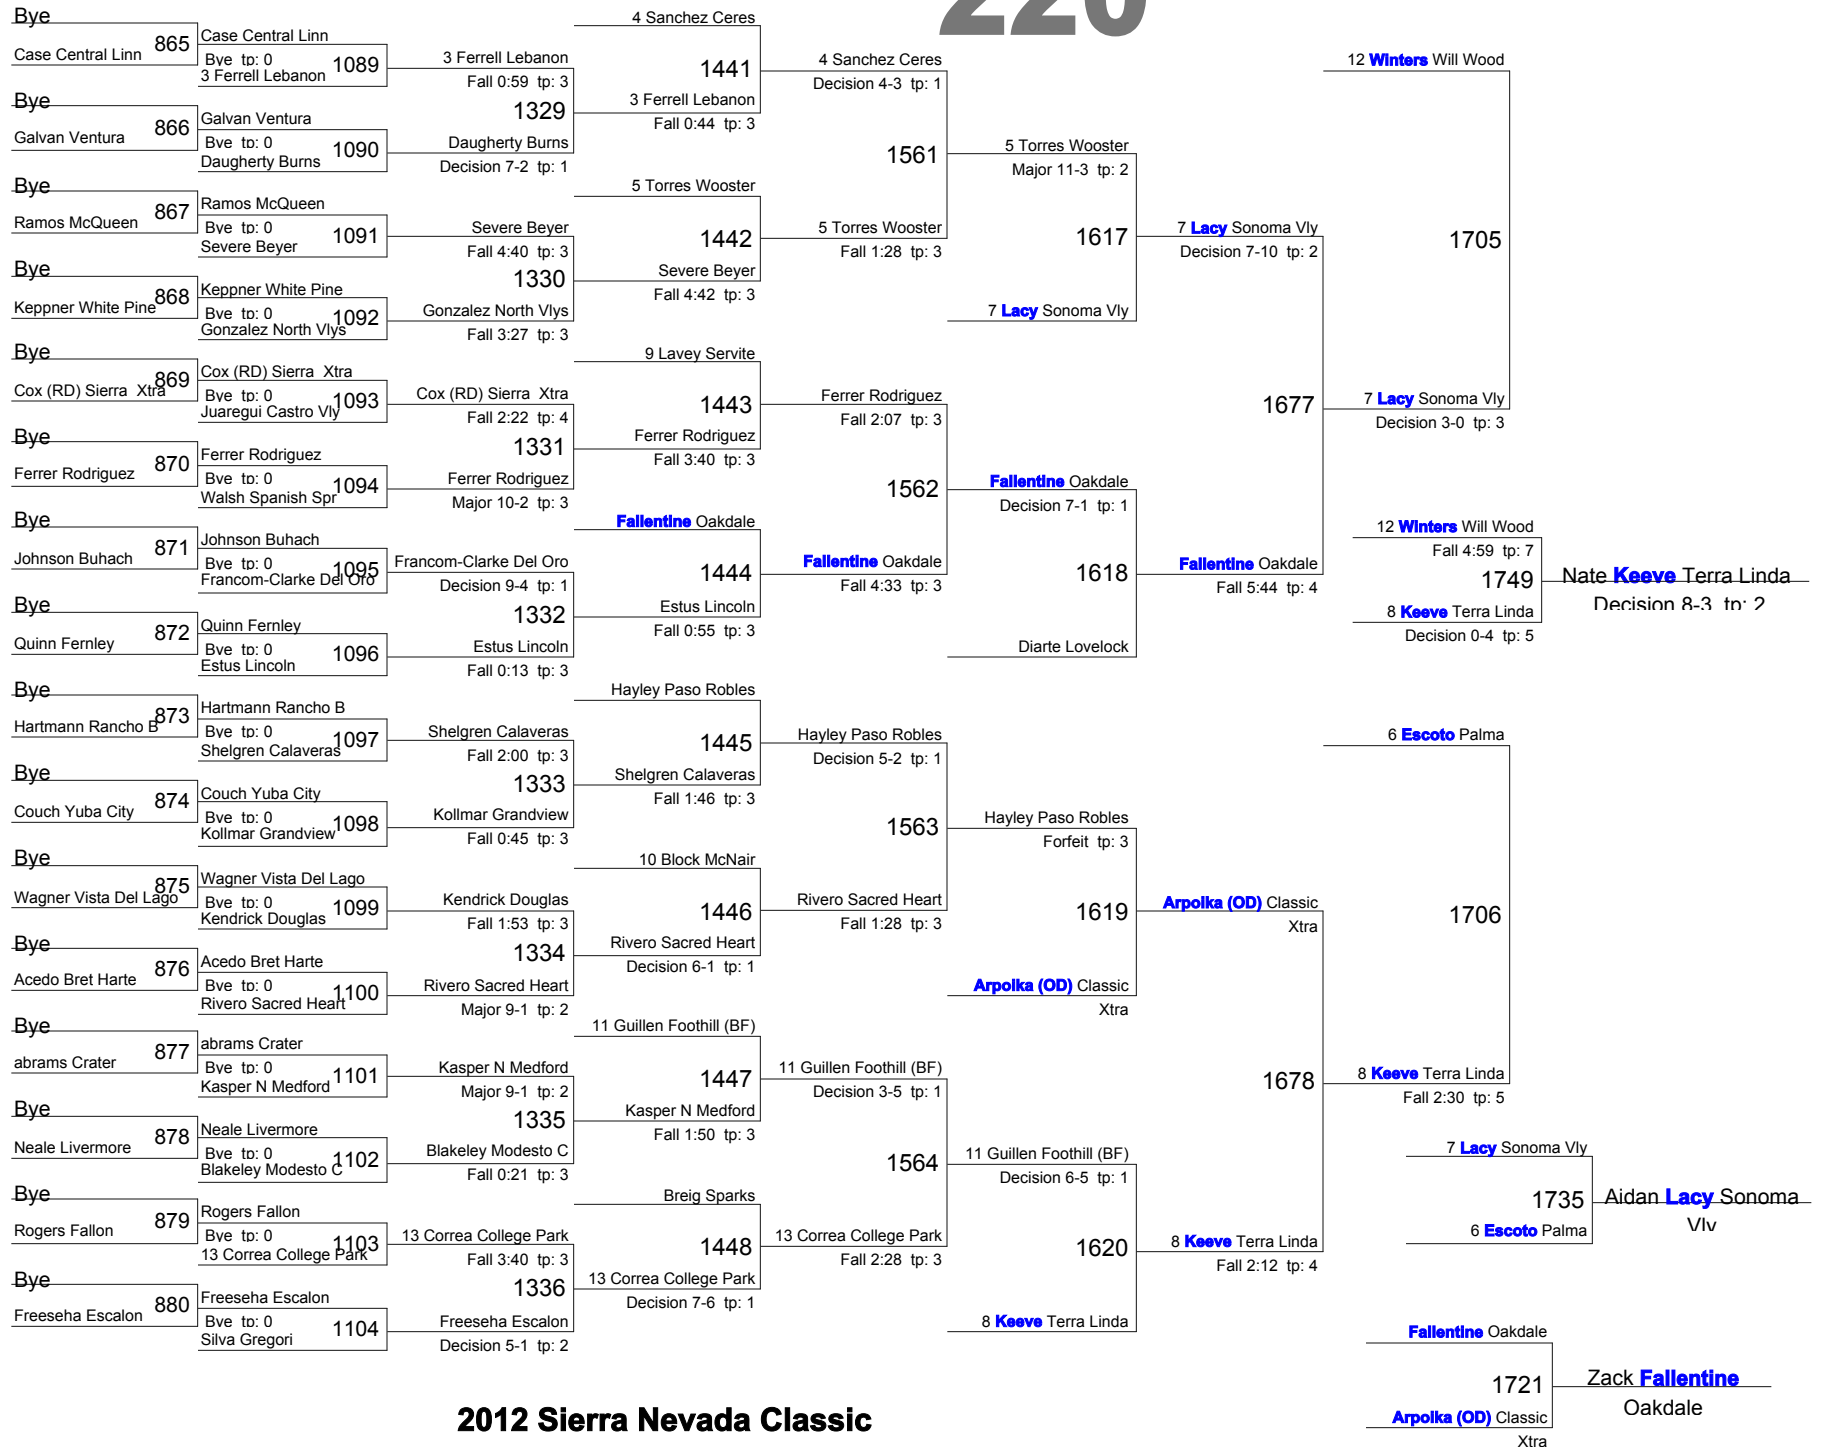 220
Bye
Case Central Linn
865
Bye
Galvan Ventura
866
Bye
Ramos McQueen
867
Bye
Keppner White Pine
868
Bye
Cox (RD) Sierra Xtra
869
Bye
Ferrer Rodriguez
870
Bye
Johnson Buhach
871
Bye
Quinn Fernley
872
Bye
Hartmann Rancho B
873
Bye
Couch Yuba City
874
Bye
Wagner Vista Del Lago
875
Bye
Acedo Bret Harte
876
Bye
abrams Crater
877
Bye
Neale Livermore
878
Bye
Rogers Fallon
879
Bye
Freeseha Escalon
880
Case Central Linn
Bye tp: 0
3 Ferrell Lebanon
1089
Galvan Ventura
Bye tp: 0
Daugherty Burns
1090
Ramos McQueen
Bye tp: 0
Severe Beyer
1091
Keppner White Pine
Bye tp: 0
Gonzalez North Vlys
1092
Cox (RD) Sierra Xtra
Bye tp: 0
Juaregui Castro Vly
1093
Ferrer Rodriguez
Bye tp: 0
Walsh Spanish Spr
1094
Johnson Buhach
Bye tp: 0
Francom-Clarke Del Oro
1095
Quinn Fernley
Bye tp: 0
Estus Lincoln
1096
Hartmann Rancho B
Bye tp: 0
Shelgren Calaveras
1097
Couch Yuba City
Bye tp: 0
Kollmar Grandview
1098
Wagner Vista Del Lago
Bye tp: 0
Kendrick Douglas
1099
Acedo Bret Harte
Bye tp: 0
Rivero Sacred Heart
1100
abrams Crater
Bye tp: 0
Kasper N Medford
1101
Neale Livermore
Bye tp: 0
Blakeley Modesto C
1102
Rogers Fallon
Bye tp: 0
13 Correa College Park
1103
Freeseha Escalon
Bye tp: 0
Silva Gregori
1104
3 Ferrell Lebanon
Fall 0:59 tp: 3
1329
Daugherty Burns
Decision 7-2 tp: 1
Severe Beyer
Fall 4:40 tp: 3
1330
Gonzalez North Vlys
Fall 3:27 tp: 3
Cox (RD) Sierra Xtra
Fall 2:22 tp: 4
1331
Ferrer Rodriguez
Major 10-2 tp: 3
Francom-Clarke Del Oro
Decision 9-4 tp: 1
1332
Estus Lincoln
Fall 0:13 tp: 3
Shelgren Calaveras
Fall 2:00 tp: 3
1333
Kollmar Grandview
Fall 0:45 tp: 3
Kendrick Douglas
Fall 1:53 tp: 3
1334
Rivero Sacred Heart
Major 9-1 tp: 2
Kasper N Medford
Major 9-1 tp: 2
1335
Blakeley Modesto C
Fall 0:21 tp: 3
13 Correa College Park
Fall 3:40 tp: 3
1336
Freeseha Escalon
Decision 5-1 tp: 2
4 Sanchez Ceres
1441
3 Ferrell Lebanon
Fall 0:44 tp: 3
5 Torres Wooster
1442
Severe Beyer
Fall 4:42 tp: 3
9 Lavey Servite
1443
Ferrer Rodriguez
Fall 3:40 tp: 3
Fallentine Oakdale
1444
Estus Lincoln
Fall 0:55 tp: 3
Hayley Paso Robles
1445
Shelgren Calaveras
Fall 1:46 tp: 3
10 Block McNair
1446
Rivero Sacred Heart
Decision 6-1 tp: 1
11 Guillen Foothill (BF)
1447
Kasper N Medford
Fall 1:50 tp: 3
Breig Sparks
1448
13 Correa College Park
Decision 7-6 tp: 1
4 Sanchez Ceres
Decision 4-3 tp: 1
1561
5 Torres Wooster
Fall 1:28 tp: 3
Ferrer Rodriguez
Fall 2:07 tp: 3
1562
Fallentine Oakdale
Fall 4:33 tp: 3
Hayley Paso Robles
Decision 5-2 tp: 1
1563
Rivero Sacred Heart
Fall 1:28 tp: 3
11 Guillen Foothill (BF)
Decision 3-5 tp: 1
1564
13 Correa College Park
Fall 2:28 tp: 3
5 Torres Wooster
Major 11-3 tp: 2
1617
7 Lacy Sonoma Vly
Fallentine Oakdale
Decision 7-1 tp: 1
1618
Diarte Lovelock
Hayley Paso Robles
Forfeit tp: 3
1619
Arpolka (OD) Classic
Xtra
11 Guillen Foothill (BF)
Decision 6-5 tp: 1
1620
8 Keeve Terra Linda
7 Lacy Sonoma Vly
Decision 7-10 tp: 2
1677
Fallentine Oakdale
Fall 5:44 tp: 4
Arpolka (OD) Classic
Xtra
1678
8 Keeve Terra Linda
Fall 2:12 tp: 4
12 Winters Will Wood
1705
7 Lacy Sonoma Vly
Decision 3-0 tp: 3
12 Winters Will Wood
Fall 4:59 tp: 7
1749
8 Keeve Terra Linda
Decision 0-4 tp: 5
Nate Keeve Terra Linda
Decision 8-3 tp: 2
6 Escoto Palma
1706
8 Keeve Terra Linda
Fall 2:30 tp: 5
7 Lacy Sonoma Vly
1735
6 Escoto Palma
Aidan Lacy Sonoma
Vly
Fallentine Oakdale
1721
Arpolka (OD) Classic
Xtra
Zack Fallentine
Oakdale
2012 Sierra Nevada Classic